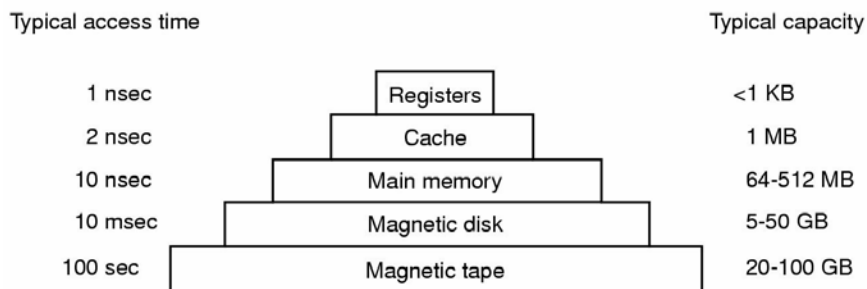 Typical access time Typical capacity
1 nsec Registers <1 KB
2 nsec Cache 1 MB
10 nsec Main memory 64-512 MB
10 msec Magnetic disk 5-50 GB
100 sec Magnetic tape 20-100 GB